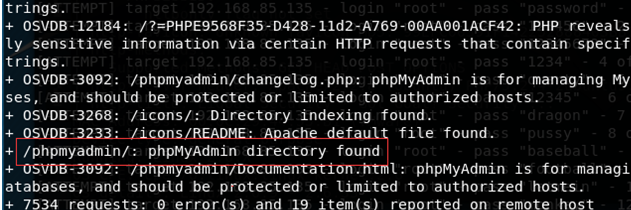 trings.
+ OSVDB-12184: /?=PHPE9568F35-D428-11d2-A769-00AA001ACF42: PHP reveals
ly sensitive information via certain HTTP requests that contain specif
trings.
+ OSVDB-3092: /phpmyadmin/changelog.php: phpMyAdmin is for managing My
ses, and should be protected or limited to authorized hosts.
+ OSVDB-3268: /icons/: Directory indexing found.
+ OSVDB-3233: /icons/README: Apache default file found.
+ /phpmyadmin/: phpMyAdmin directory found
+ OSVDB-3092: /phpmyadmin/Documentation.html: phpMyAdmin is for managi
atabases, and should be protected or limited to authorized hosts.
+ 7534 requests: 0 error(s) and 19 item(s) reported on remote host